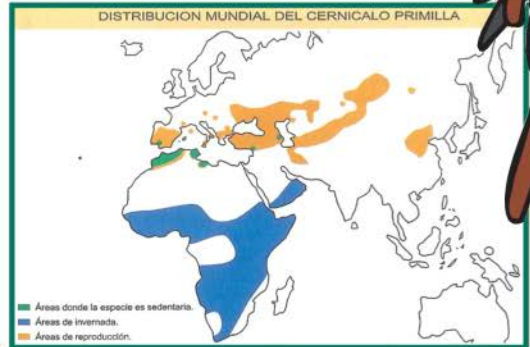 DISTRIBUCION MUNDIAL DEL CERNICALO PRIMILLA
Áreas donde la especie es sedentaria.
Áreas de invernada.
Áreas de reproducción.